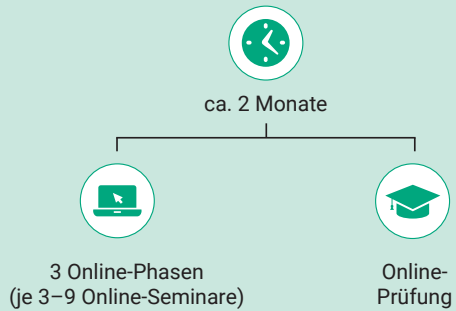 ca. 2 Monate
3 Online-Phasen
(je 3–9 Online-Seminare)
Online-
Prüfung